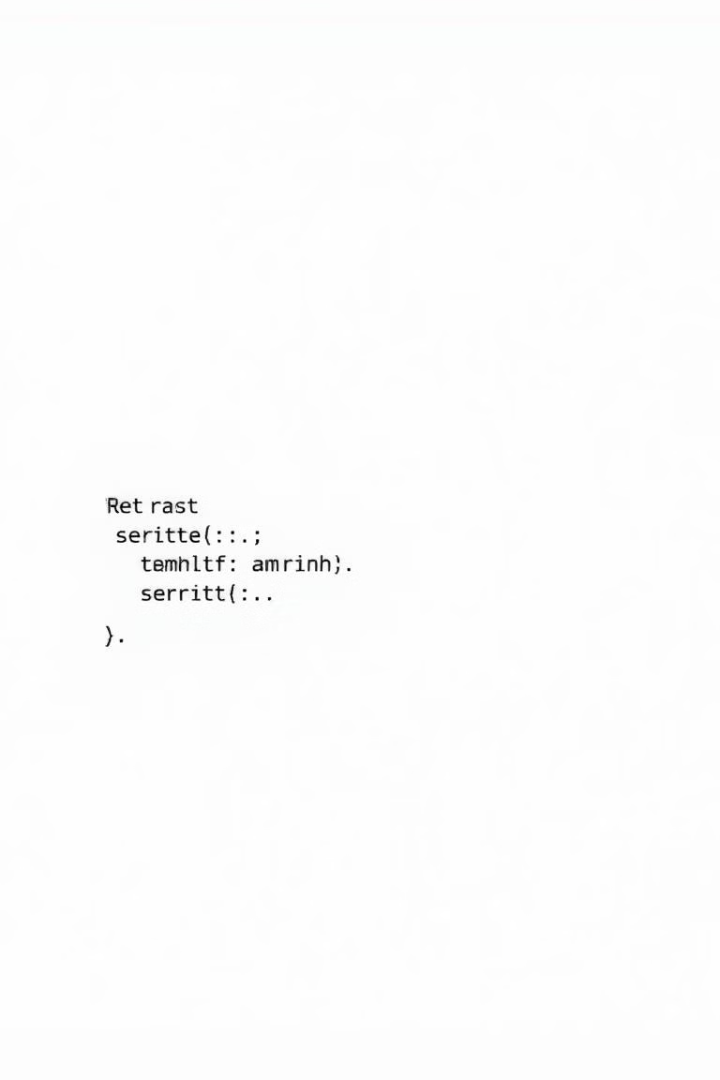 Ret rast
seritte(::.;
temhltf: amrinh}.
serritt(:..
}.